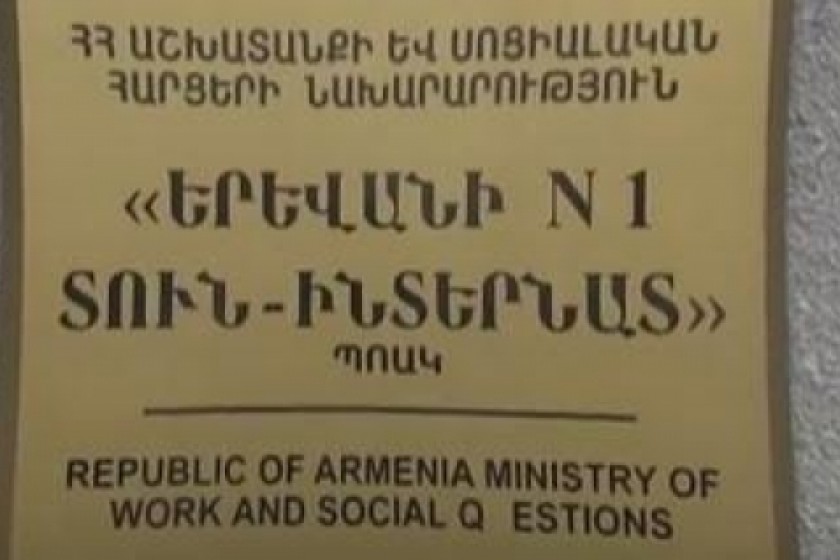 ՀՀ ԱՇԽԱՏԱՆՔԻ ԵՎ ՍՈՑԻԱԼԱԿԱՆ
ՀԱՐՑԵՐԻ ՆԱԽԱՐԱՐՈՒԹՅՈՒՆ
«ԵՐԵՎԱՆԻ N 1
ՏՈՒՆ-ԻՆՏԵՐՆԱՏ»
ՊՈԱԿ
REPUBLIC OF ARMENIA MINISTRY OF
WORK AND SOCIAL Q ESTIONS